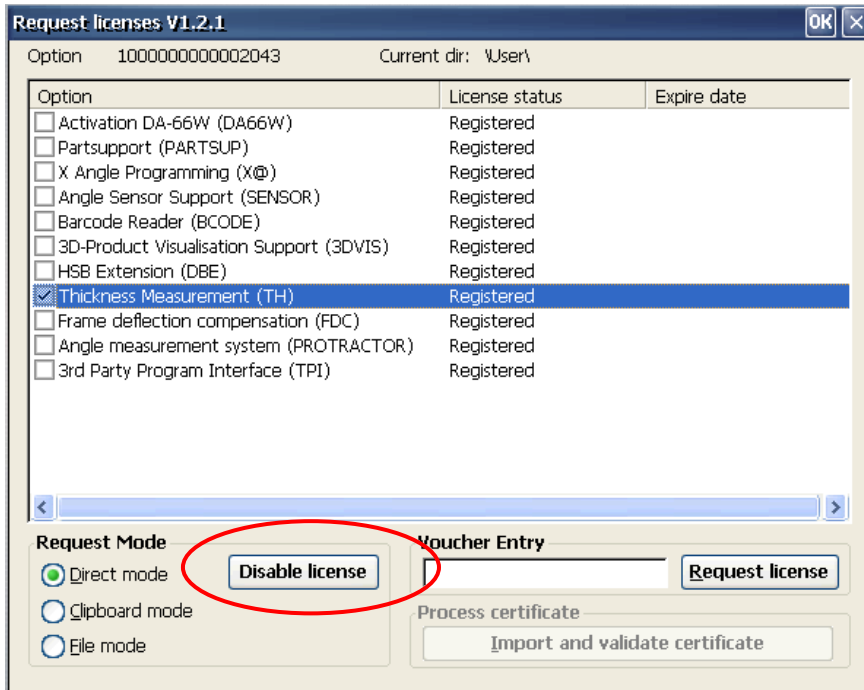 Request licenses V1.2.1 OK
Option 1000000000002043 Current dir: \User\
Option License status Expire date
Activation DA-66W (DA66W) Registered
Partsupport (PARTSUP) Registered
X Angle Programming (X@) Registered
Angle Sensor Support (SENSOR) Registered
Barcode Reader (BCODE) Registered
3D-Product Visualisation Support (3DVIS) Registered
HSB Extension (DBE) Registered
Thickness Measurement (TH) Registered
Frame deflection compensation (FDC) Registered
Angle measurement system (PROTRACTOR) Registered
3rd Party Program Interface (TPI) Registered
Request Mode Voucher Entry
Direct mode Disable license Request license
Clipboard mode Process certificate
File mode Import and validate certificate